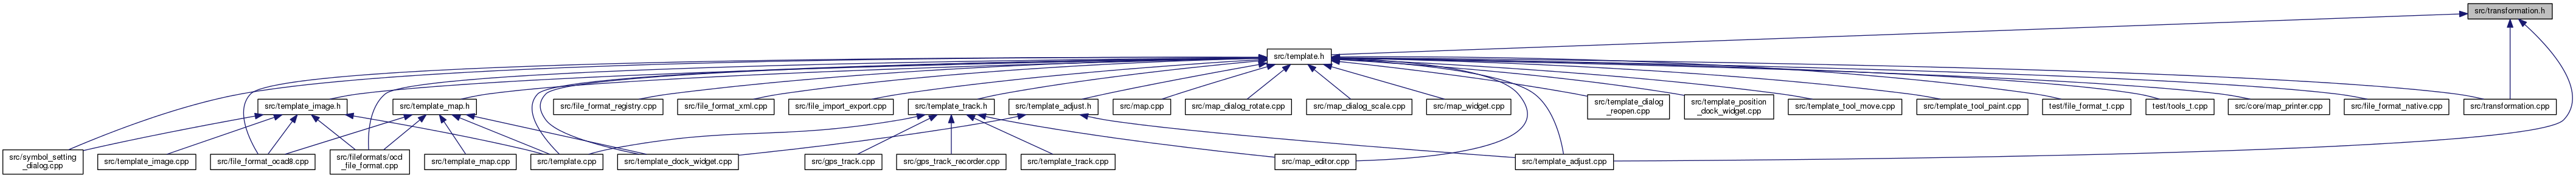 src/transformation.h
src/template.h
src/template_image.h
src/template_map.h
src/file_format_registry.cpp
src/file_format_xml.cpp
src/file_import_export.cpp
src/template_track.h
src/template_adjust.h
src/map.cpp
src/map_dialog_rotate.cpp
src/map_dialog_scale.cpp
src/map_widget.cpp
src/template_dialog
_reopen.cpp
src/template_position
_dock_widget.cpp
src/template_tool_move.cpp
src/template_tool_paint.cpp
test/file_format_t.cpp
test/tools_t.cpp
src/core/map_printer.cpp
src/file_format_native.cpp
src/transformation.cpp
src/symbol_setting
_dialog.cpp
src/template_image.cpp
src/file_format_ocad8.cpp
src/fileformats/ocd
_file_format.cpp
src/template_map.cpp
src/template.cpp
src/template_dock_widget.cpp
src/gps_track.cpp
src/gps_track_recorder.cpp
src/template_track.cpp
src/map_editor.cpp
src/template_adjust.cpp